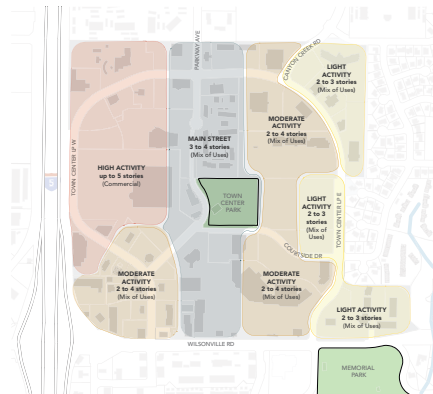 PARKWAY AVE
CANYON CREEK RD
LIGHT
ACTIVITY
2 to 3 stories
(Mix of Uses)
MODERATE
ACTIVITY
2 to 4 stories
(Mix of Uses)
MAIN STREET
3 to 4 stories
(Mix of Uses)
TOWN CENTER LP W
HIGH ACTIVITY
up to 5 stories
(Commercial)
5
TOWN
CENTER
PARK
LIGHT
ACTIVITY
2 to 3
stories
(Mix of
Uses)
TOWN CENTER LP E
COURTSIDE DR
MODERATE
ACTIVITY
2 to 4 stories
(Mix of Uses)
MODERATE
ACTIVITY
2 to 4 stories
(Mix of Uses)
LIGHT ACTIVITY
2 to 3 stories
(Mix of Uses)
WILSONVILLE RD
MEMORIAL
PARK